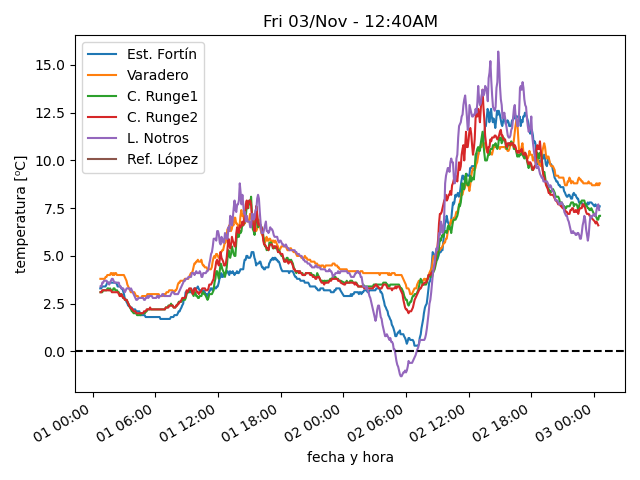 Fri 03/Nov - 12:40AM
Est. Fortín
Varadero
C. Runge1
C. Runge2
L. Notros
Ref. López
temperatura [ºC]
15.0
12.5
10.0
7.5
5.0
2.5
0.0
01 00:00
01 06:00
01 12:00
01 18:00
02 00:00
02 06:00
02 12:00
02 18:00
03 00:00
fecha y hora